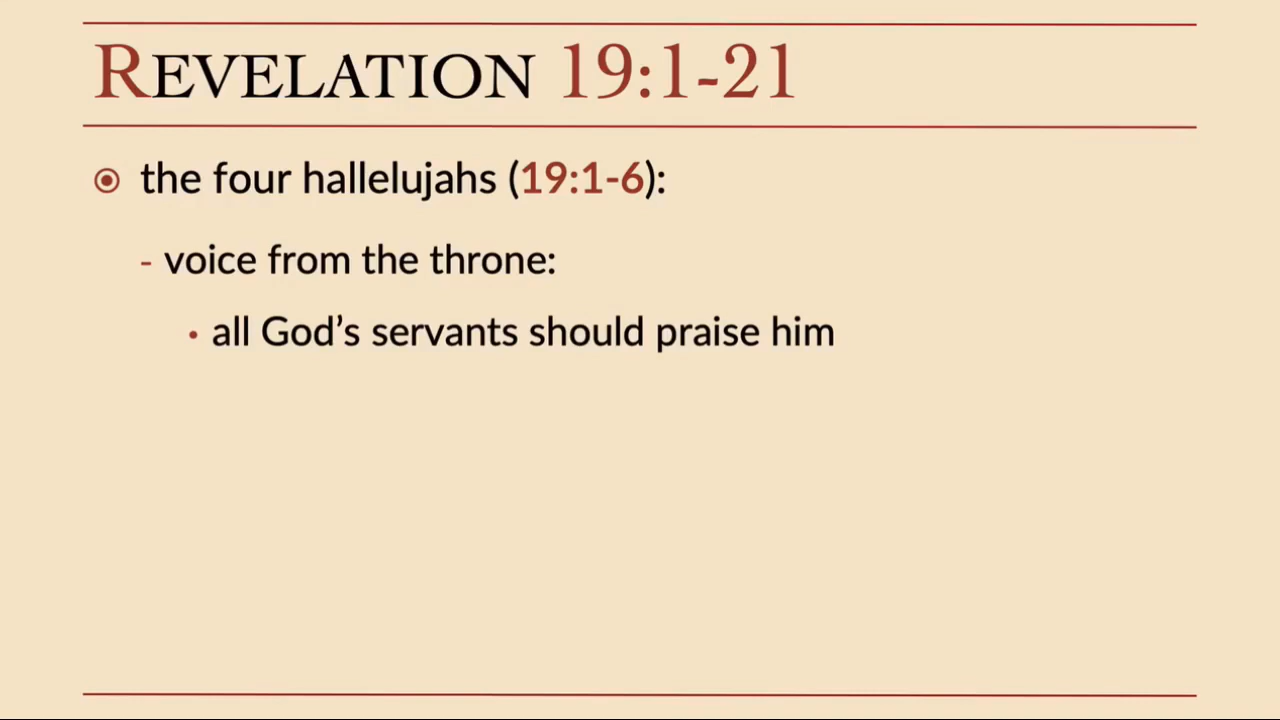 REVELATION 19:1-21
the four hallelujahs (19:1-6):
- voice from the throne:
• all God’s servants should praise him